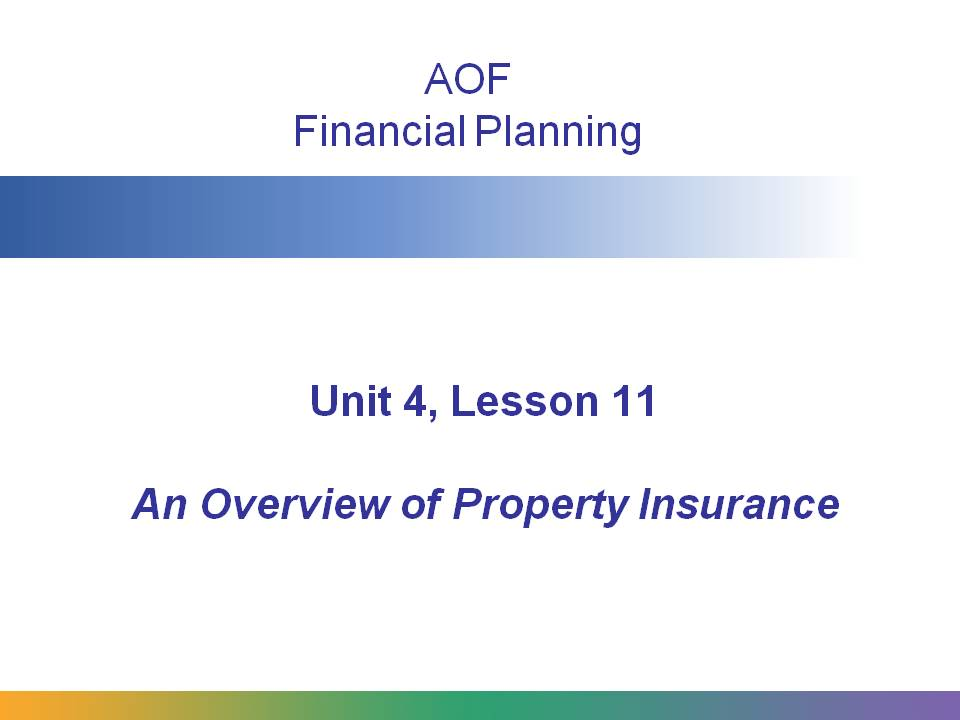 AOF
Financial Planning
Unit 4, Lesson 11
An Overview of Property Insurance